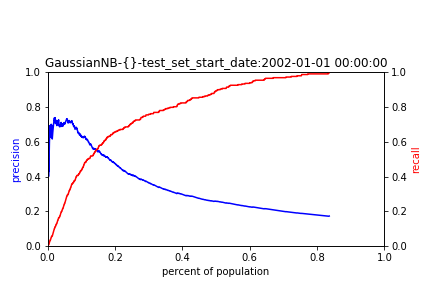 GaussianNB-{}-test_set_start_date:2002-01-01 00:00:00
1.0
0.8
0.6
0.4
0.2
0.0
precision
1.0
0.8
0.6
0.4
0.2
0.0
recall
0.0 0.2 0.4 0.6 0.8 1.0
percent of population